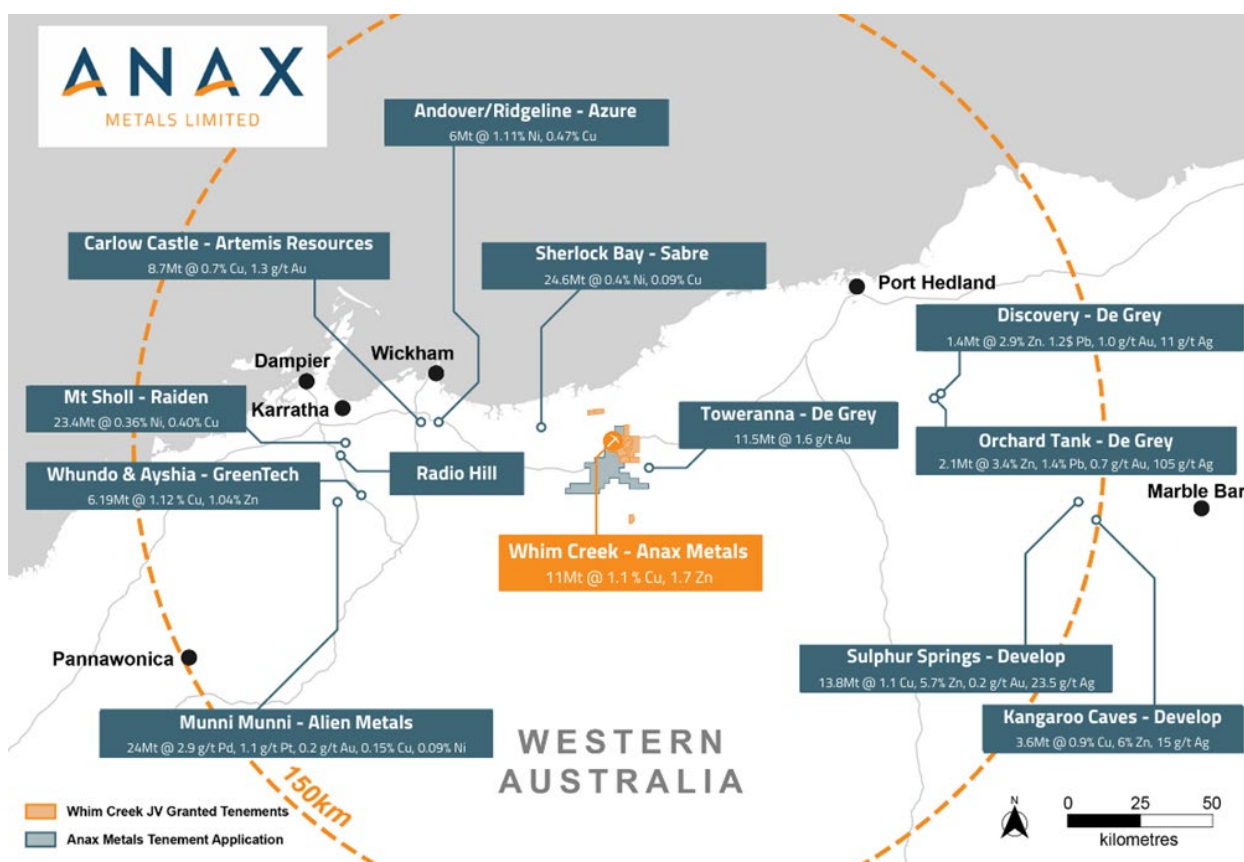 ANAX
METALS LIMITED
Andover/Ridgeline - Azure
6Mt @ 1.11% Ni, 0.47% Cu
Carlow Castle - Artemis Resources
8.7Mt @ 0.7% Cu, 1.3 g/t Au
Sherlock Bay - Sabre
24.6Mt @ 0.4% Ni, 0.09% Cu
Port Hedland
Discovery - De Grey
1.4Mt @ 2.9% Zn. 1.2$ Pb, 1.0 g/t Au, 11 g/t Ag
Dampier
Wickham
Karratha
Mt Sholl - Raiden
23.4Mt @ 0.36% Ni, 0.40% Cu
Toweranna - De Grey
11.5Mt @ 1.6 g/t Au
Orchard Tank - De Grey
2.1Mt @ 3.4% Zn, 1.4% Pb, 0.7 g/t Au, 105 g/t Ag
Whundo & Ayshia - GreenTech
6.19Mt @ 1.12 % Cu, 1.04% Zn
Radio Hill
Marble Bar
Whim Creek - Anax Metals
11Mt @ 1.1 % Cu, 1.7 Zn
Pannawonica
Sulphur Springs - Develop
13.8Mt @ 1.1 Cu, 5.7% Zn, 0.2 g/t Au, 23.5 g/t Ag
Munni Munni - Alien Metals
24Mt @ 2.9 g/t Pd, 1.1 g/t Pt, 0.2 g/t Au, 0.15% Cu, 0.09% Ni
Kangaroo Caves - Develop
3.6Mt @ 0.9% Cu, 6% Zn, 15 g/t Ag
WESTERN
AUSTRALIA
150km
Whim Creek JV Granted Tenements
Anax Metals Tenement Application
N
0 25 50
kilometres